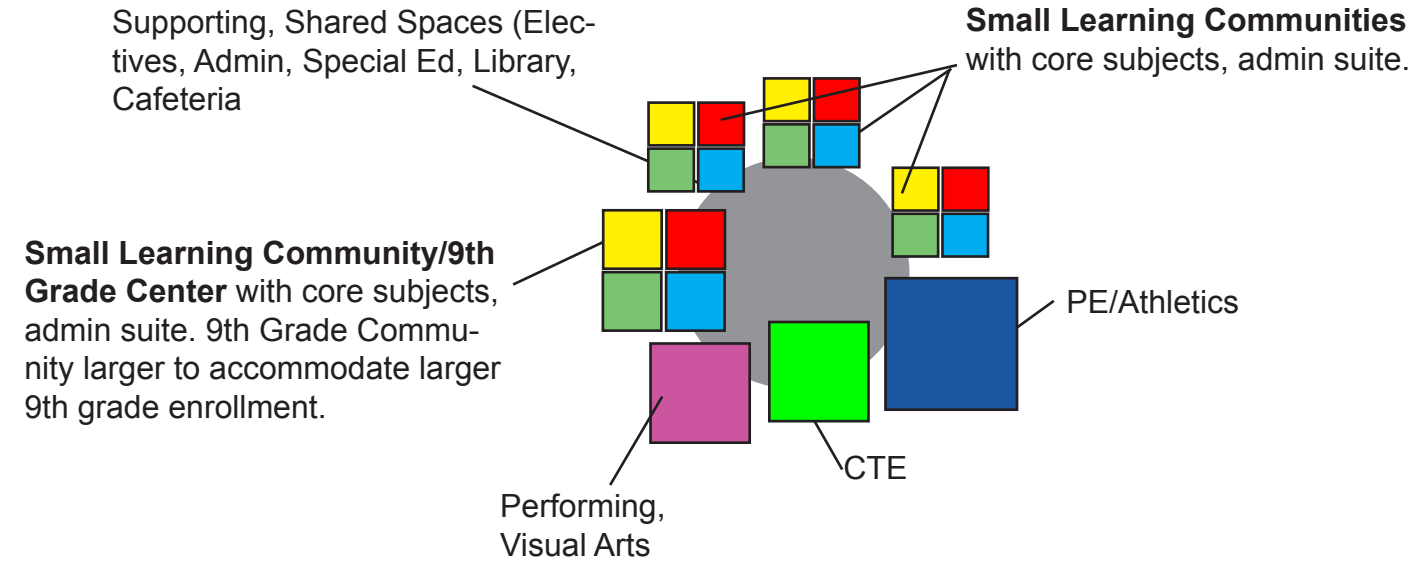 Supporting, Shared Spaces (Elec-
tives, Admin, Special Ed, Library,
Cafeteria
Small Learning Communities
with core subjects, admin suite.
Small Learning Community/9th
Grade Center with core subjects,
admin suite. 9th Grade Commu-
nity larger to accommodate larger
9th grade enrollment.
PE/Athletics
CTE
Performing,
Visual Arts